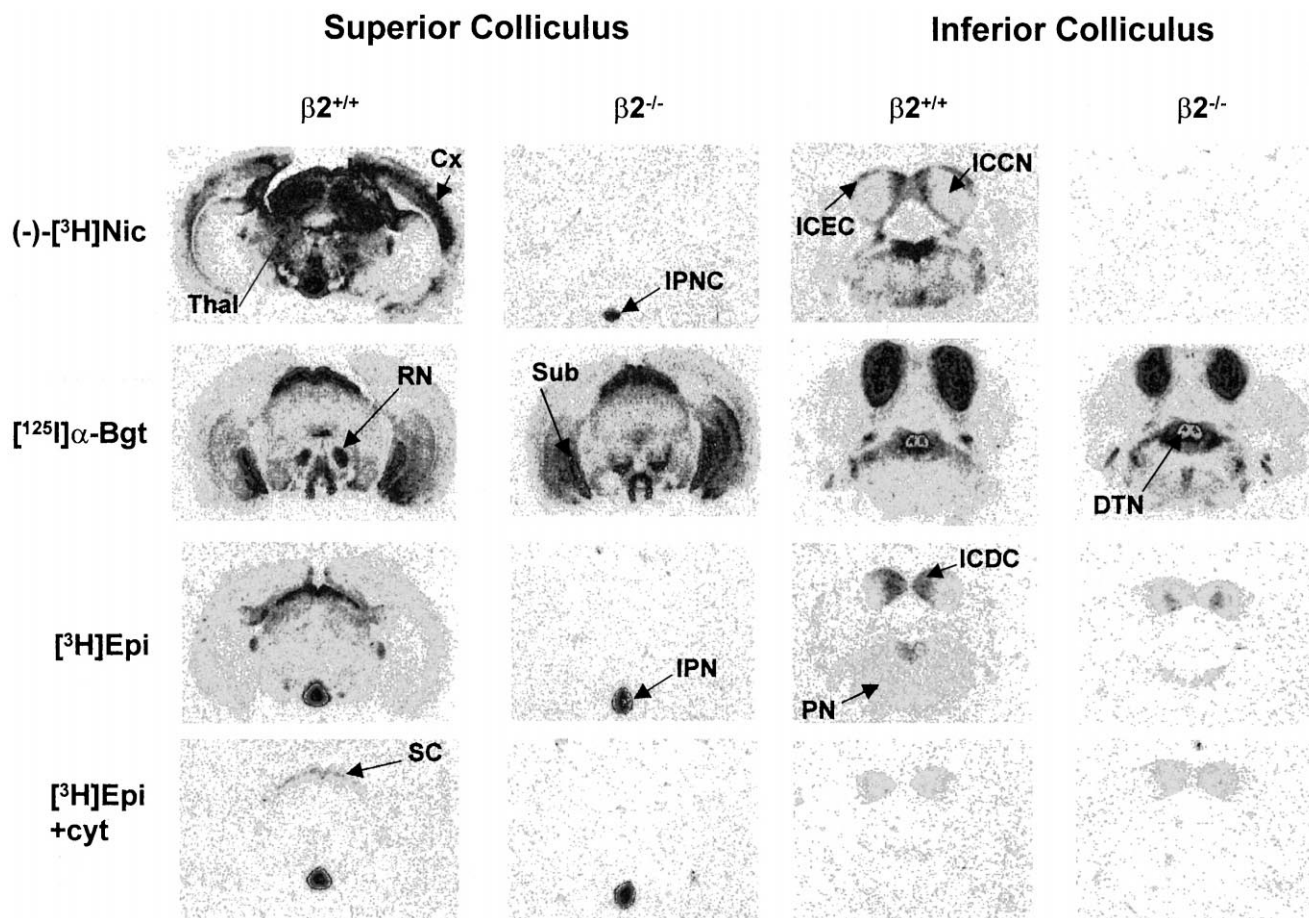 Superior Colliculus Inferior Colliculus
β2+/+ β2-/- β2+/+ β2-/-
(-)-[³H]Nic
Cx
Thal
IPNC
ICEC
ICCN
[¹²⁵I]α-Bgt
RN
Sub
DTN
[³H]Epi
IPN
ICDC
PN
[³H]Epi
+cyt
SC